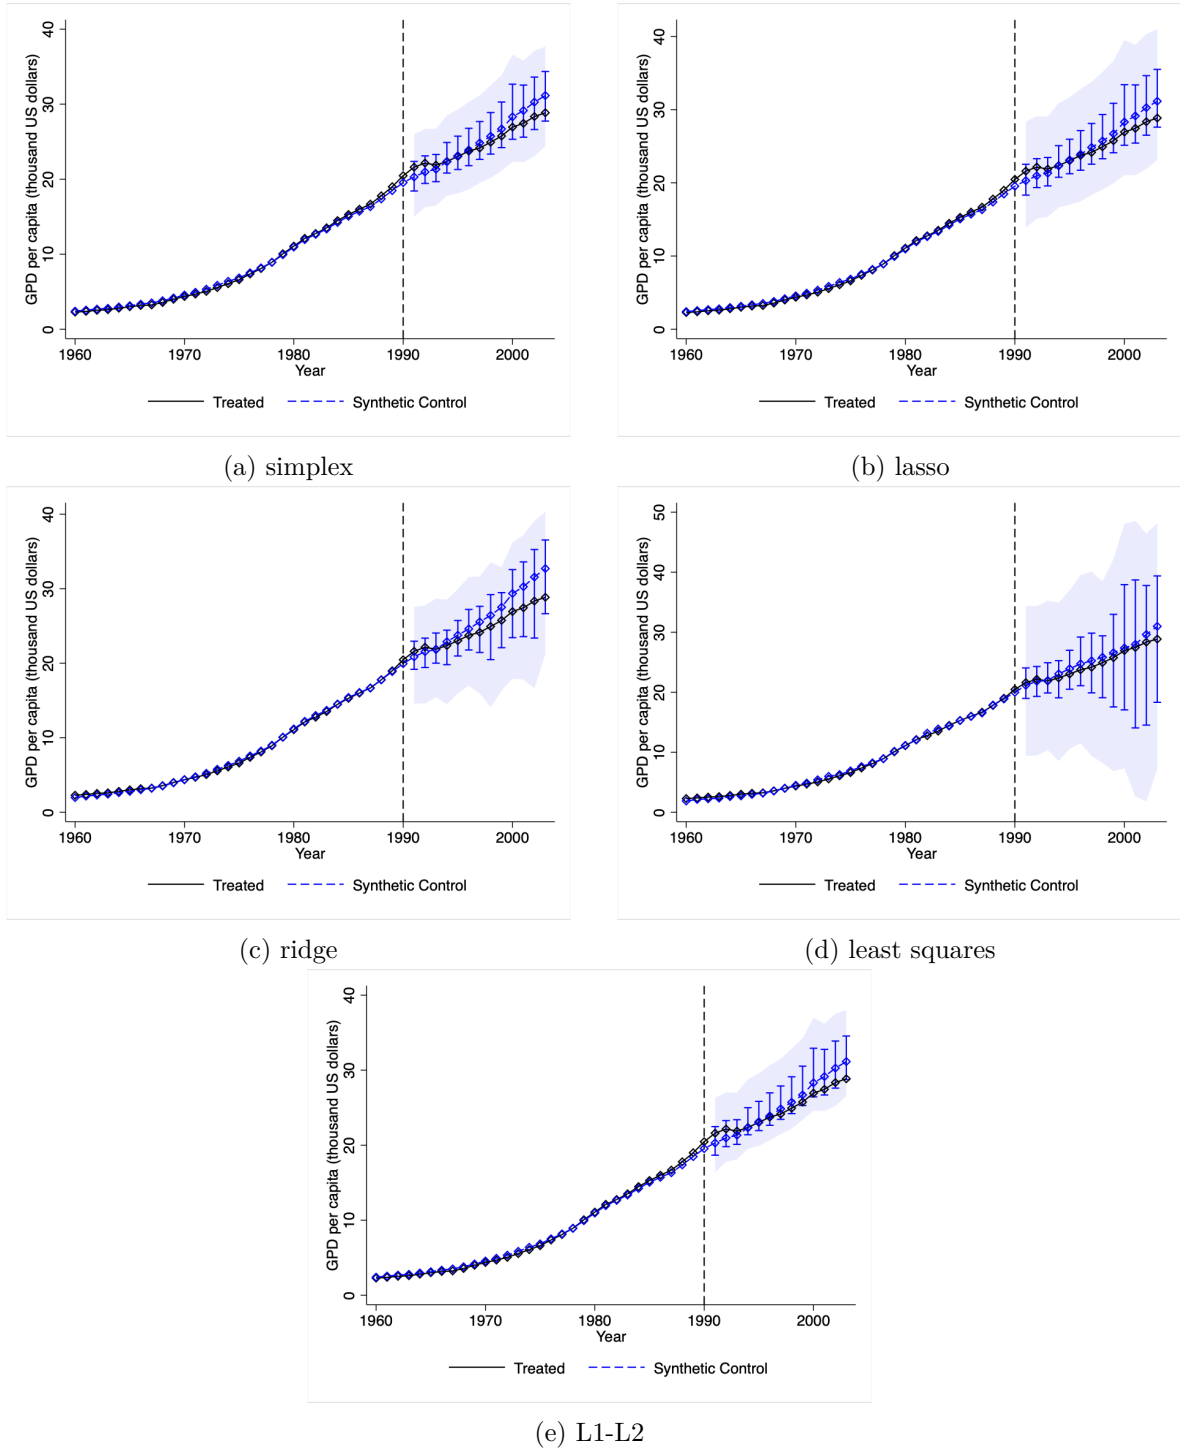 GPD per capita (thousand US dollars)
40
30
20
10
0
1960 1970 1980 1990 2000
Year
Treated Synthetic Control
(a) simplex
GPD per capita (thousand US dollars)
40
30
20
10
0
1960 1970 1980 1990 2000
Year
Treated Synthetic Control
(b) lasso
GPD per capita (thousand US dollars)
40
30
20
10
0
1960 1970 1980 1990 2000
Year
Treated Synthetic Control
(c) ridge
GPD per capita (thousand US dollars)
50
40
30
20
10
0
1960 1970 1980 1990 2000
Year
Treated Synthetic Control
(d) least squares
GPD per capita (thousand US dollars)
40
30
20
10
0
1960 1970 1980 1990 2000
Year
Treated Synthetic Control
(e) L1-L2